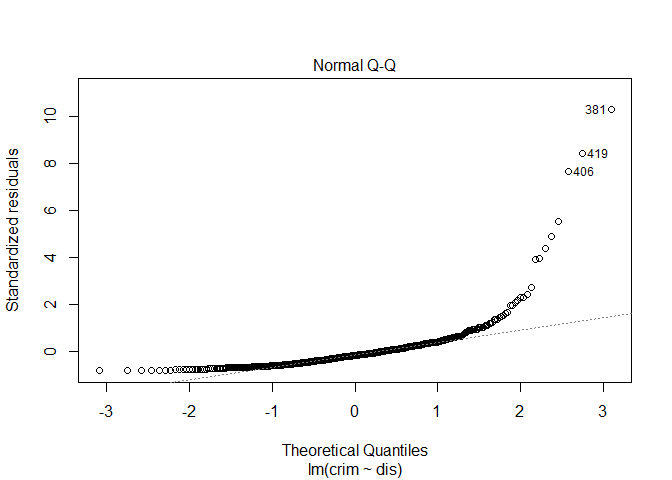 Normal Q-Q
Standardized residuals
10
8
6
4
2
0
381
419
406
-3 -2 -1 0 1 2 3
Theoretical Quantiles
lm(crim ~ dis)